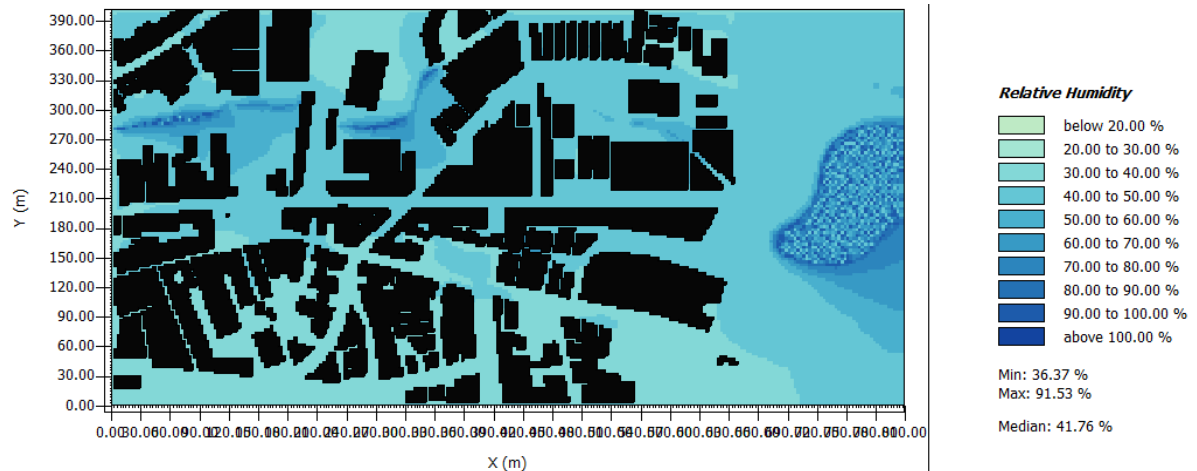 390.00
360.00
330.00
300.00
270.00
240.00
210.00
180.00
150.00
120.00
90.00
60.00
30.00
0.00
Y (m)
X (m)
Relative Humidity
below 20.00 %
20.00 to 30.00 %
30.00 to 40.00 %
40.00 to 50.00 %
50.00 to 60.00 %
60.00 to 70.00 %
70.00 to 80.00 %
80.00 to 90.00 %
90.00 to 100.00 %
above 100.00 %
Min: 36.37 %
Max: 91.53 %
Median: 41.76 %